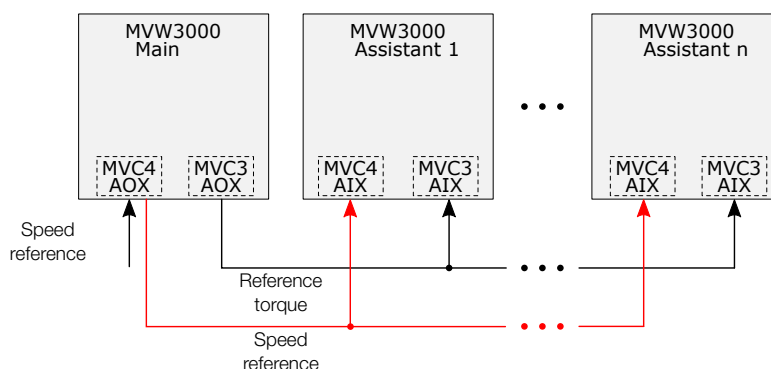 MVW3000
Main
MVW3000
Assistant 1
MVW3000
Assistant n
MVC4
AOX
MVC3
AOX
MVC4
AIX
MVC3
AIX
MVC4
AIX
MVC3
AIX
Speed
reference
Reference
torque
Speed
reference